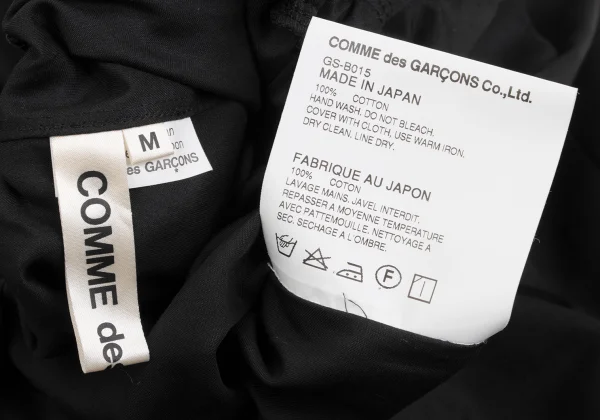 COMME de
M
in
es GARÇONS
COMME des GARÇONS Co.,Ltd.
GS-B015
MADE IN JAPAN
100% COTTON
HAND WASH. DO NOT BLEACH.
COVER WITH CLOTH, USE WARM IRON,
DRY CLEAN, LINE DRY.
FABRIQUE AU JAPON
100% COTON
LAVAGE MAINS, JAVEL INTERDIT.
REPASSER A MOYENNE TEMPERATURE
AVEC PATTEMOUILLE. NETTOYAGE A
SEC. SECHAGE A L'OMBRE.
F